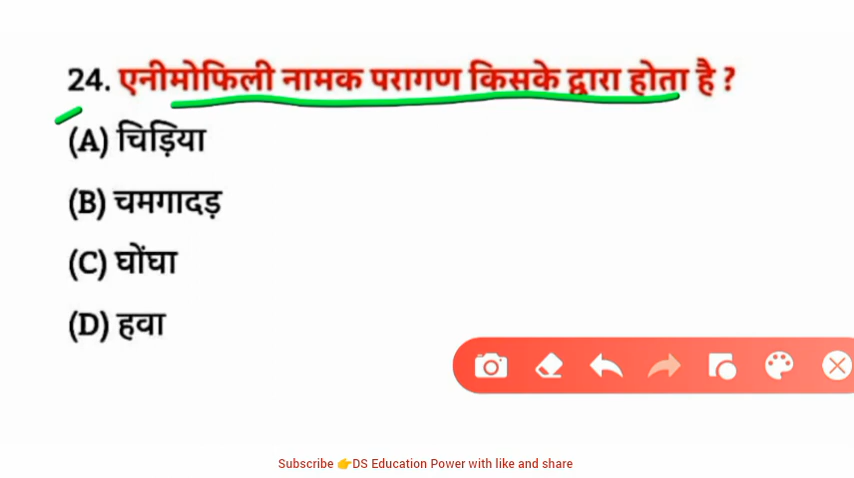 24. एनीमोफिली नामक परागण किसके द्वारा होता है ?
(A) चिड़िया
(B) चमगादड़
(C) घोंघा
(D) हवा
Subscribe 👉DS Education Power with like and share